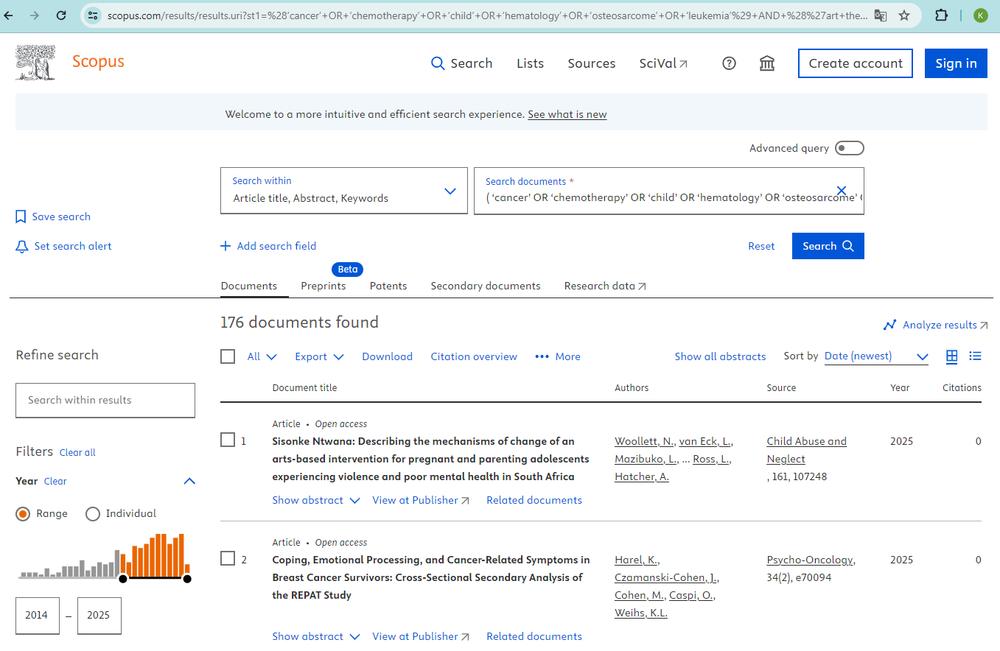 scopus.com/results/results.uri?st1=%28'cancer'+OR+'chemotherapy'+OR+'child'+OR+'hematology'+OR+'osteosarcome'+OR+'leukemia'%29+AND+%28%27art+the...
K
Scopus
Search Lists Sources SciVal
Create account
Sign in
Welcome to a more intuitive and efficient search experience. See what is new
Advanced query
Search within
Article title, Abstract, Keywords
Search documents *
( ‘cancer’ OR ‘chemotherapy’ OR ‘child’ OR ‘hematology’ OR ‘osteosarcome’
Save search
Set search alert
Add search field
Reset
Search
Beta
Documents Preprints Patents Secondary documents Research data
176 documents found
Analyze results
Refine search
All Export Download Citation overview ••• More Show all abstracts Sort by Date (newest)
Search within results
Document title Authors Source Year Citations
Filters Clear all
Year Clear
Range Individual
2014 – 2025
Article • Open access
1 Sisonke Ntwana: Describing the mechanisms of change of an
arts-based intervention for pregnant and parenting adolescents
experiencing violence and poor mental health in South Africa
Woollett, N., van Eck, L.,
Mazibuko, L., ... Ross, L.,
Hatcher, A.
Child Abuse and
Neglect
, 161, 107248
2025
0
Show abstract View at Publisher Related documents
Article • Open access
2 Coping, Emotional Processing, and Cancer-Related Symptoms in
Breast Cancer Survivors: Cross-Sectional Secondary Analysis of
the REPAT Study
Harel, K.,
Czamanski-Cohen, J.,
Cohen, M., Caspi, O.,
Weihs, K.L.
Psycho-Oncology,
34(2), e70094
2025
0
Show abstract View at Publisher Related documents